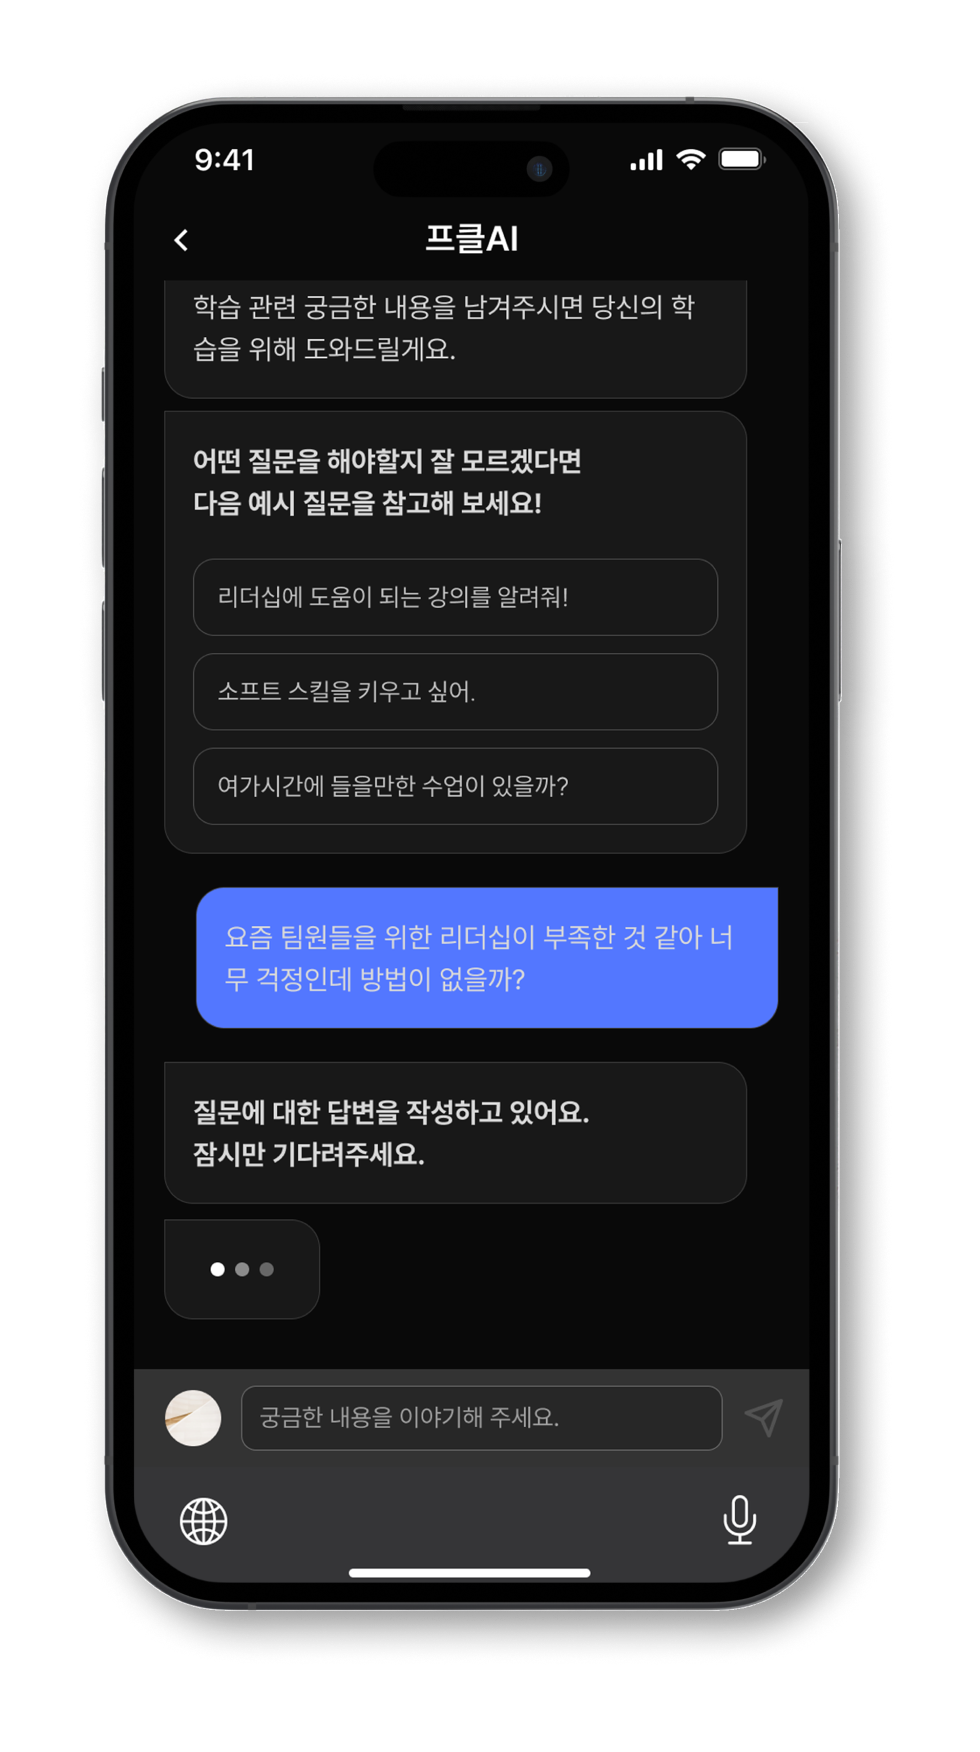 9:41
프클AI
학습 관련 궁금한 내용을 남겨주시면 당신의 학
습을 위해 도와드릴게요.
어떤 질문을 해야할지 잘 모르겠다면
다음 예시 질문을 참고해 보세요!
리더십에 도움이 되는 강의를 알려줘!
소프트 스킬을 키우고 싶어.
여가시간에 들을만한 수업이 있을까?
요즘 팀원들을 위한 리더십이 부족한 것 같아 너
무 걱정인데 방법이 없을까?
질문에 대한 답변을 작성하고 있어요.
잠시만 기다려주세요.
궁금한 내용을 이야기해 주세요.